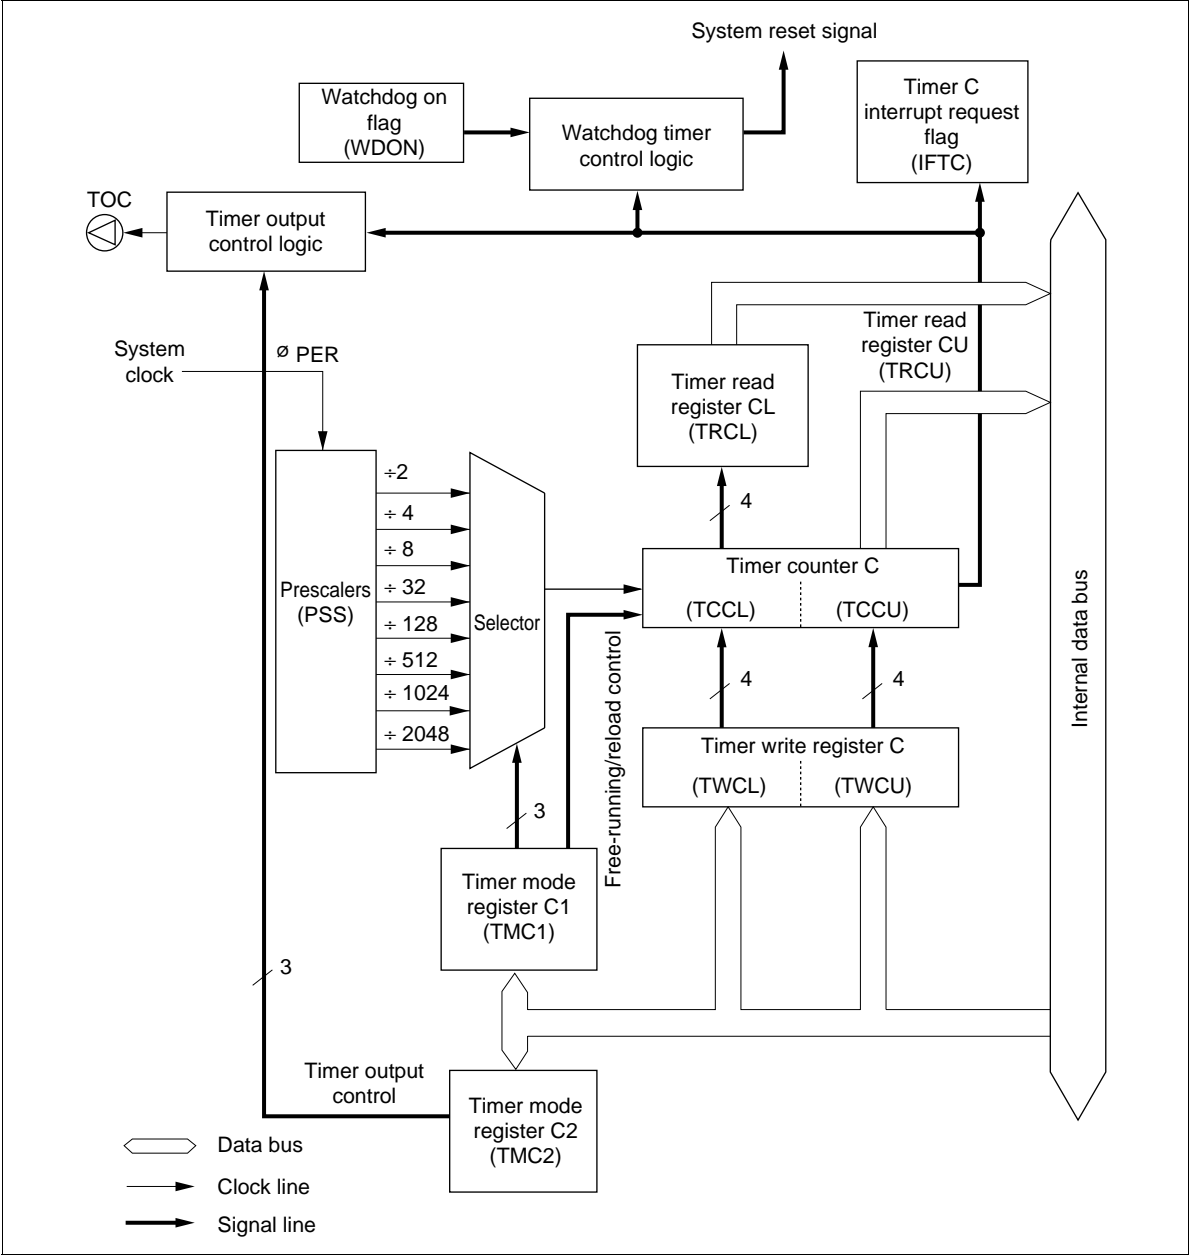 System reset signal
Watchdog on
flag
(WDON)
Watchdog timer
control logic
Timer C
interrupt request
flag
(IFTC)
TOC
Timer output
control logic
System
clock
ø PER
Timer read
register CU
(TRCU)
Timer read
register CL
(TRCL)
÷2
÷ 4
÷ 8
÷ 32
÷ 128
÷ 512
÷ 1024
÷ 2048
Prescalers
(PSS)
Selector
4
Timer counter C
(TCCL)
(TCCU)
Free-running/reload control
4
4
Timer write register C
(TWCL)
(TWCU)
Internal data bus
3
Timer mode
register C1
(TMC1)
3
Timer output
control
Timer mode
register C2
(TMC2)
Data bus
Clock line
Signal line